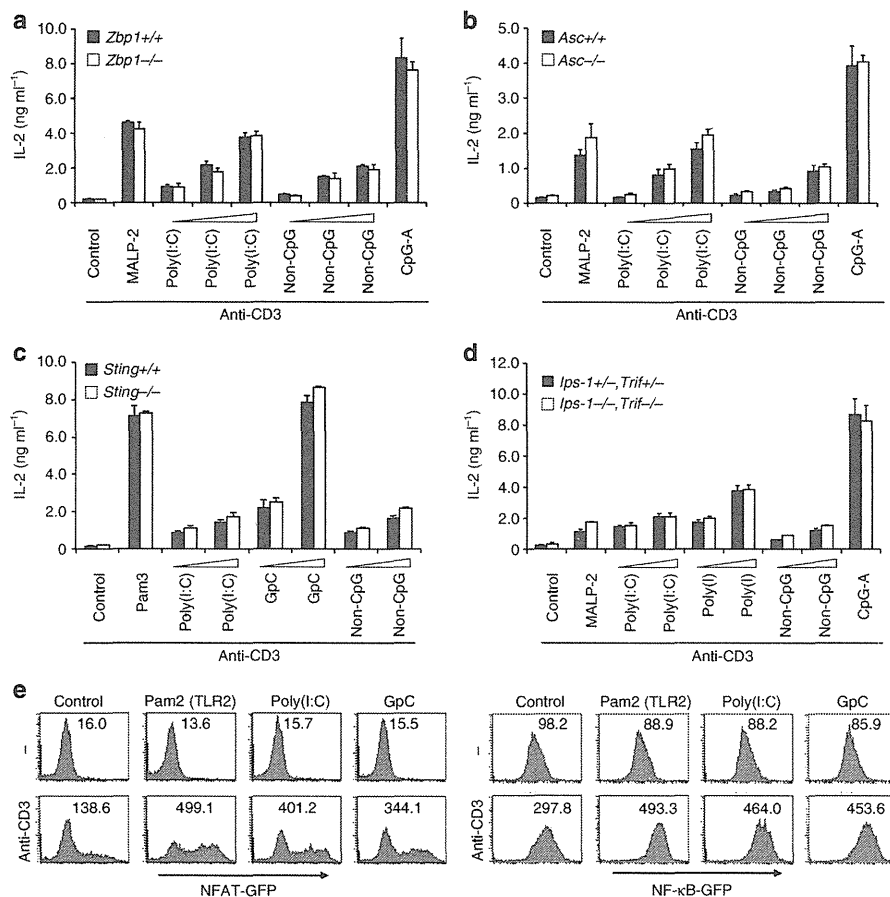 a
Zbp1+/+
Zbp1–/–
IL-2 (ng ml⁻¹)
10.0
8.0
6.0
4.0
2.0
0
Control
MALP-2
Poly(I:C)
Poly(I:C)
Poly(I:C)
Non-CpG
Non-CpG
Non-CpG
CpG-A
Anti-CD3
b
Asc+/+
Asc–/–
IL-2 (ng ml⁻¹)
5.0
4.0
3.0
2.0
1.0
0
Control
MALP-2
Poly(I:C)
Poly(I:C)
Poly(I:C)
Non-CpG
Non-CpG
Non-CpG
CpG-A
Anti-CD3
c
Sting+/+
Sting–/–
IL-2 (ng ml⁻¹)
10.0
8.0
6.0
4.0
2.0
0
Control
Pam3
Poly(I:C)
Poly(I:C)
GpC
GpC
Non-CpG
Non-CpG
Anti-CD3
d
Ips-1+/–,Trif+/–
Ips-1–/–,Trif–/–
IL-2 (ng ml⁻¹)
12.0
10.0
8.0
6.0
4.0
2.0
0
Control
MALP-2
Poly(I:C)
Poly(I:C)
Poly(I)
Poly(I)
Non-CpG
Non-CpG
CpG-A
Anti-CD3
e
Control Pam2 (TLR2) Poly(I:C) GpC
– 16.0 13.6 15.7 15.5
Anti-CD3 138.6 499.1 401.2 344.1
NFAT-GFP
Control Pam2 (TLR2) Poly(I:C) GpC
– 98.2 88.9 88.2 85.9
Anti-CD3 297.8 493.3 464.0 453.6
NF-κB-GFP